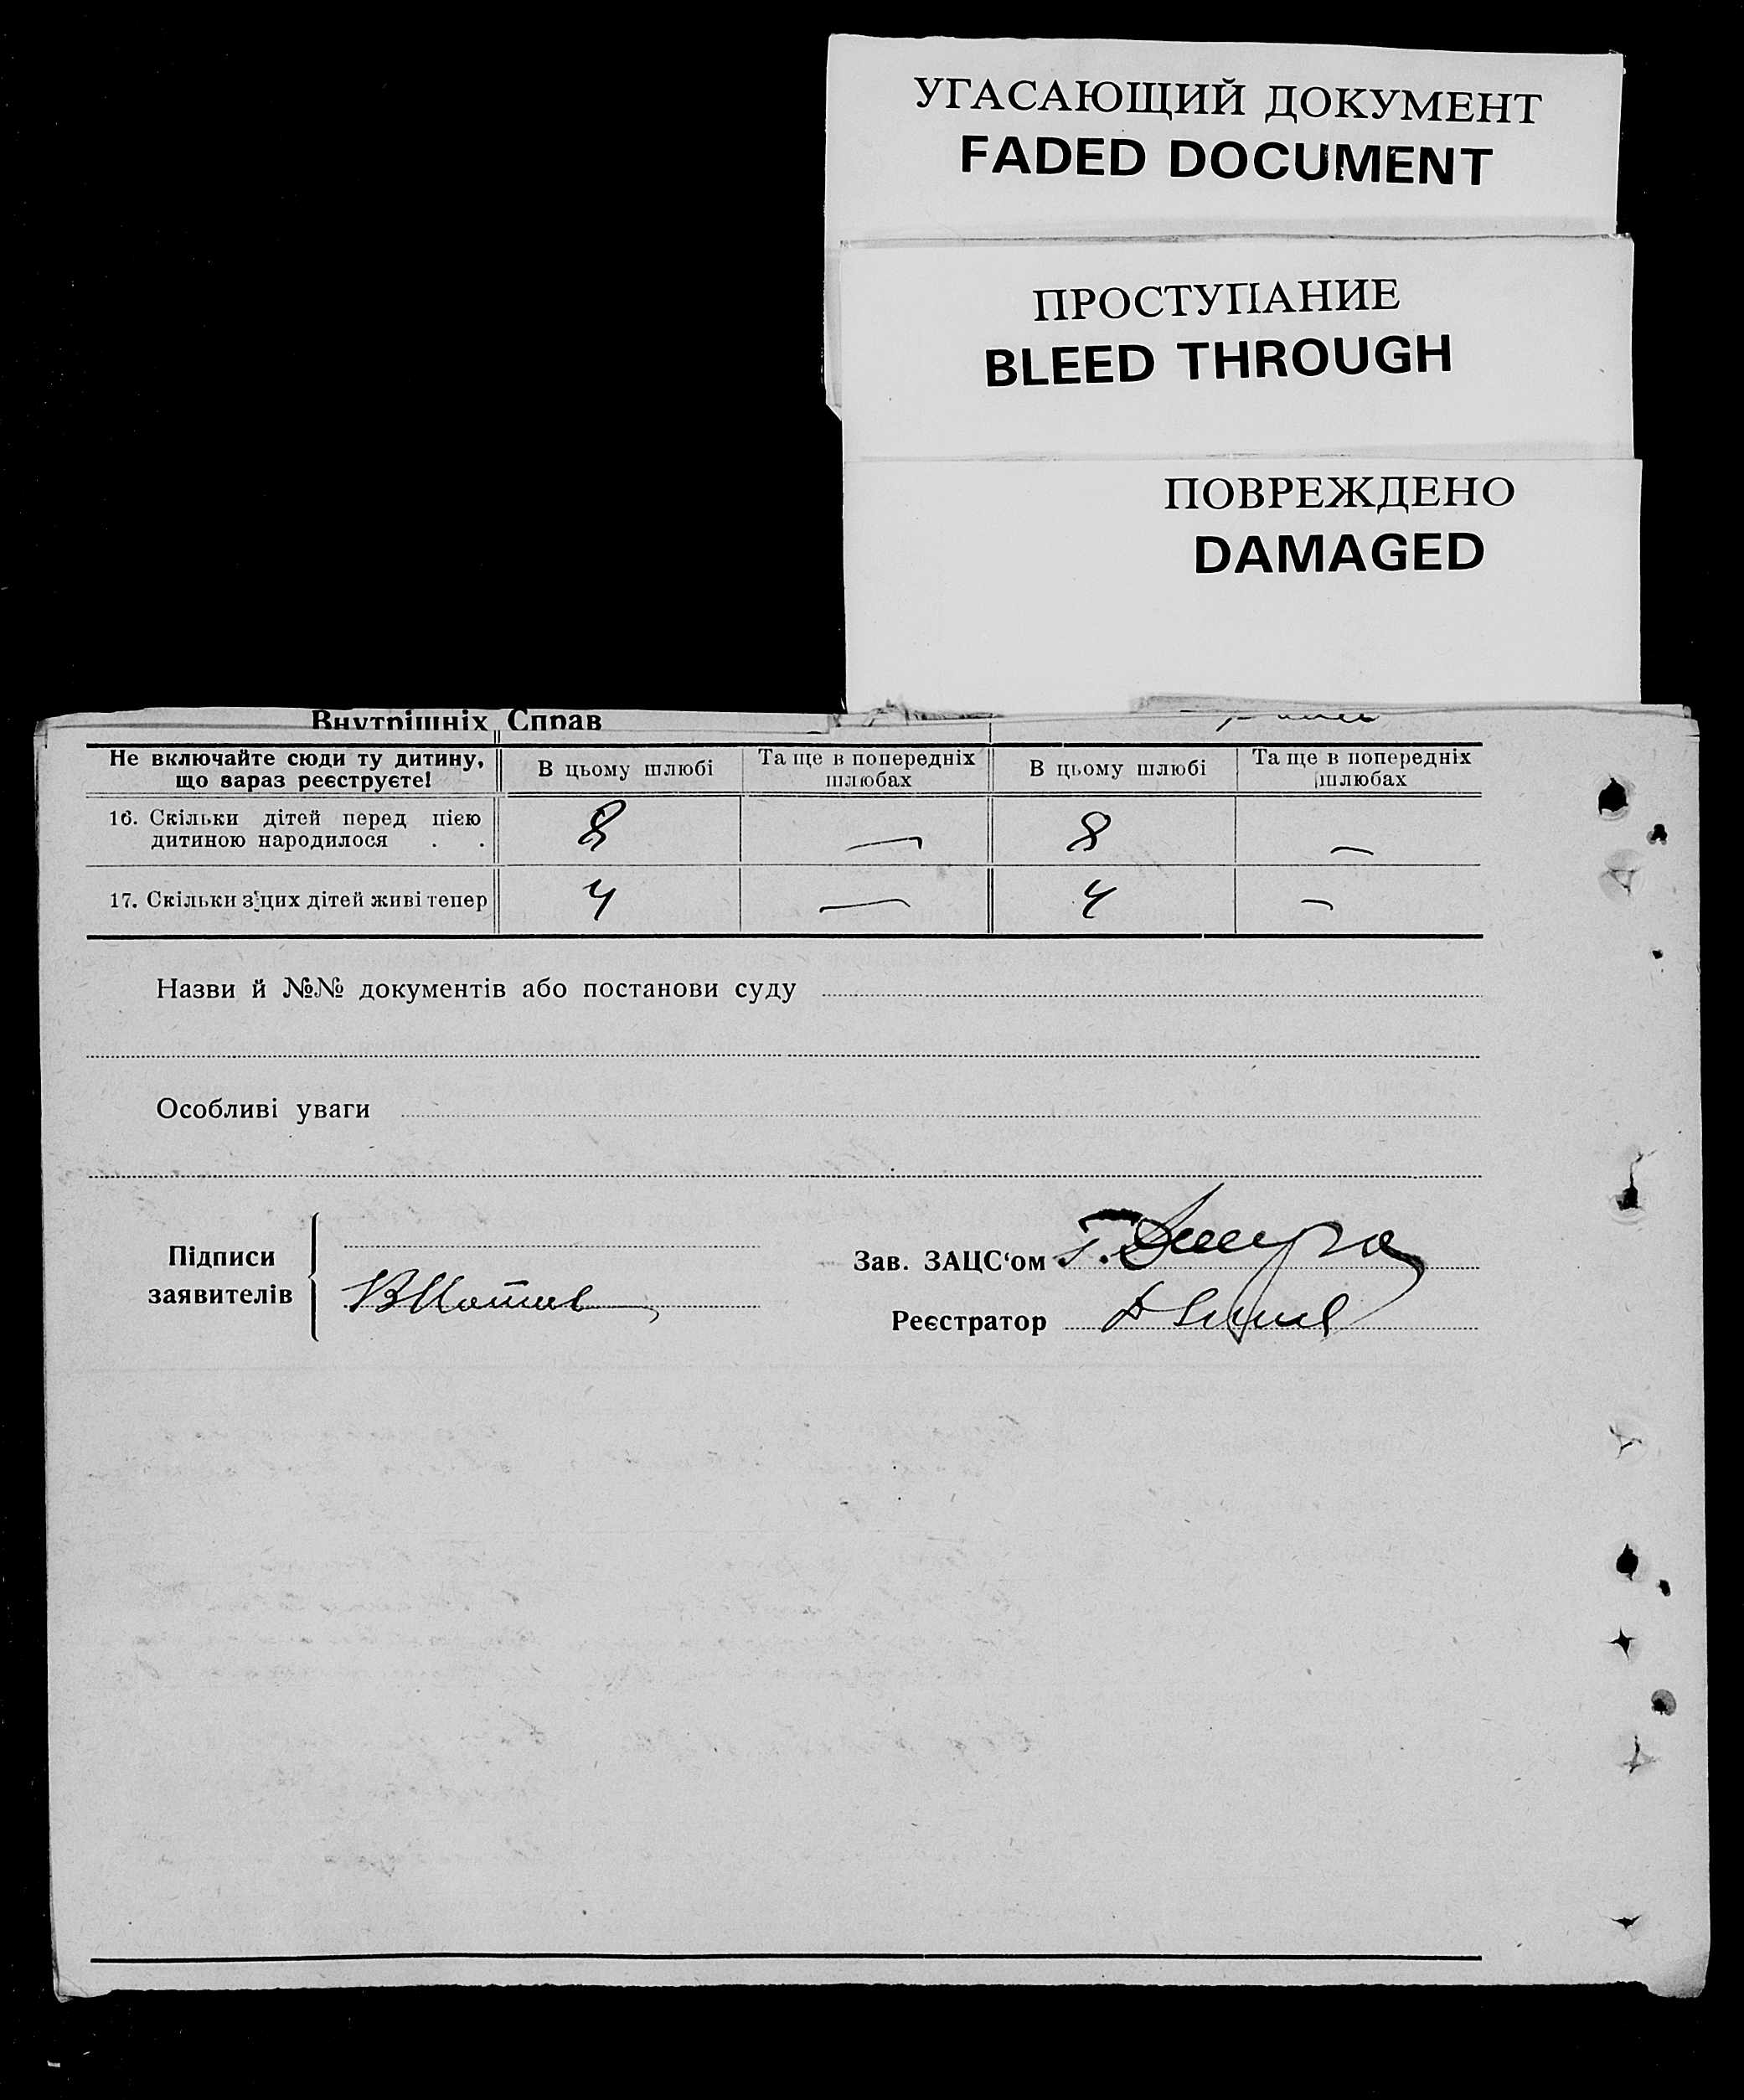 УГАСАЮЩИЙ ДОКУМЕНТ
FADED DOCUMENT
ПРОСТУПАНИЕ
BLEED THROUGH
ПОВРЕЖДЕНО
DAMAGED
Внутрішніх Справ
Не включайте сюди ту дитину, що зараз реєструєте!
В цьому шлюбі
Та ще в попередніх шлюбах
В цьому шлюбі
Та ще в попередніх шлюбах
16. Скільки дітей перед цією дитиною народилося . . 8 — 8 —
17. Скільки з цих дітей живі тепер 4 — 4 —
Назви й №№ документів або постанови суду
Особливі уваги
Підписи заявителів
Зав. ЗАЦС‘ом
Реєстратор